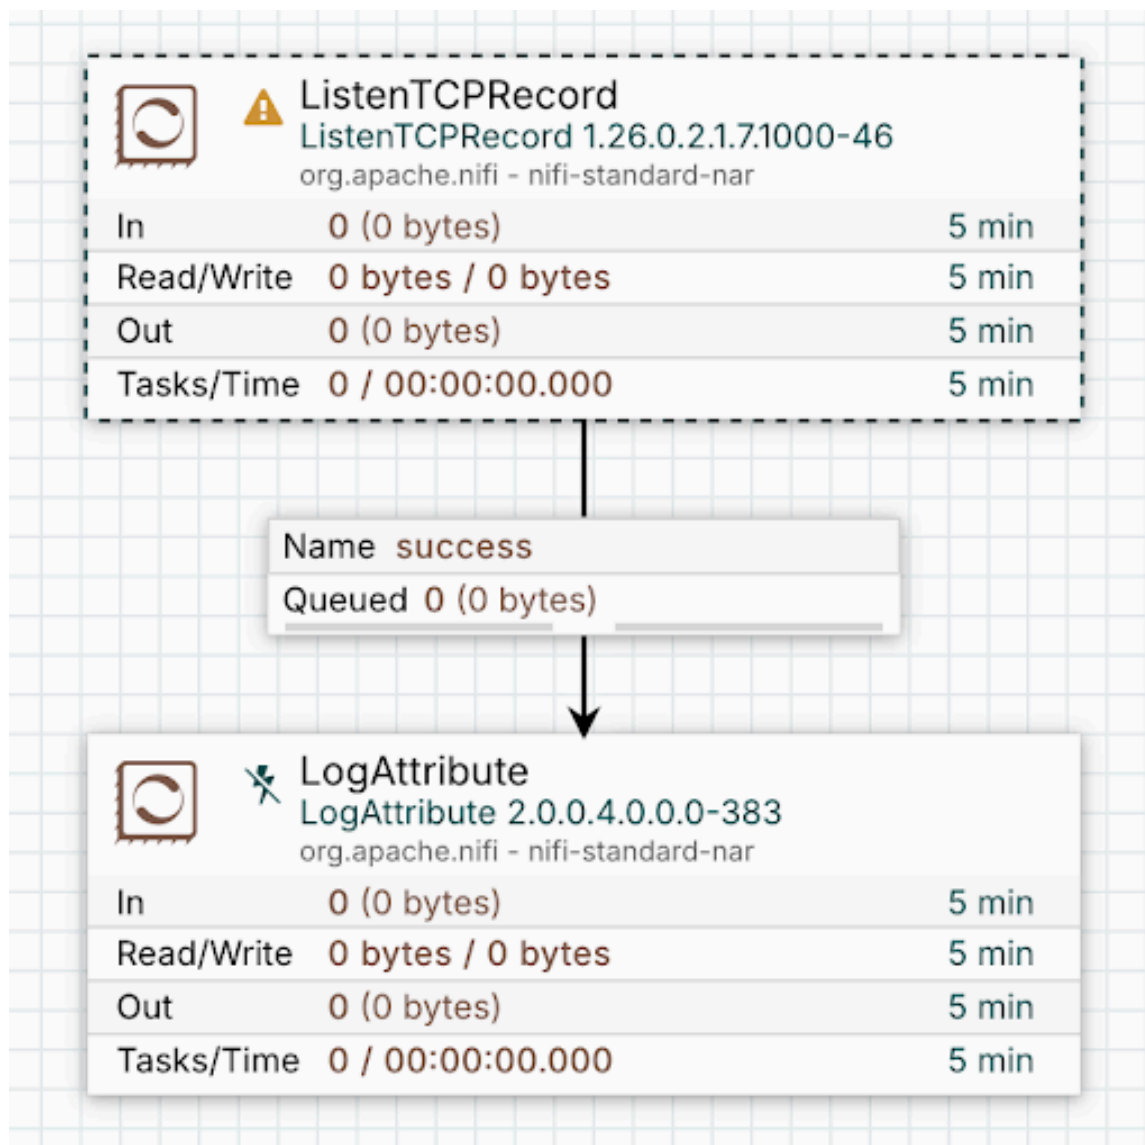 ListenTCPRecord
ListenTCPRecord 1.26.0.2.1.7.1000-46
org.apache.nifi - nifi-standard-nar
In 0 (0 bytes) 5 min
Read/Write 0 bytes / 0 bytes 5 min
Out 0 (0 bytes) 5 min
Tasks/Time 0 / 00:00:00.000 5 min
Name success
Queued 0 (0 bytes)
LogAttribute
LogAttribute 2.0.0.4.0.0.0-383
org.apache.nifi - nifi-standard-nar
In 0 (0 bytes) 5 min
Read/Write 0 bytes / 0 bytes 5 min
Out 0 (0 bytes) 5 min
Tasks/Time 0 / 00:00:00.000 5 min